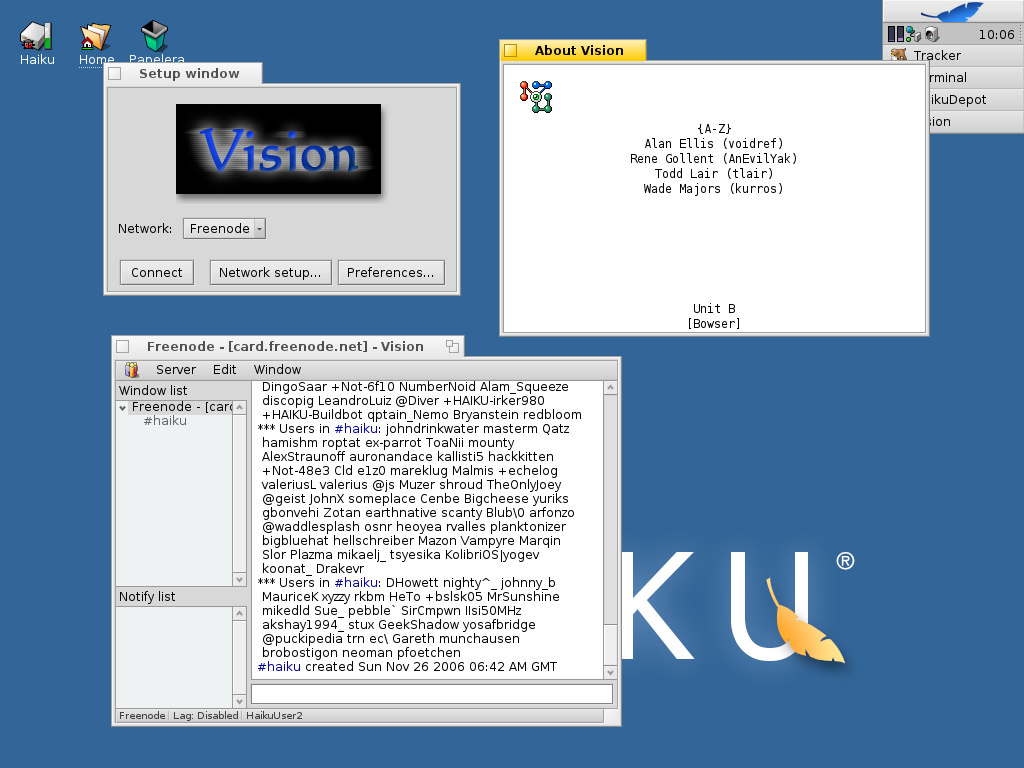 Haiku
Home
Papelera
10:06
Tracker
rminal
ikuDepot
sion
Setup window
Vision
Network: Freenode
Connect Network setup... Preferences...
About Vision
{A-Z}
Alan Ellis (voidref)
Rene Gollent (AnEvilYak)
Todd Lair (tlair)
Wade Majors (kurros)
Unit B
[Bowser]
Freenode - [card.freenode.net] - Vision
Server Edit Window
Window list
Freenode - [card
#haiku
Notify list
DingoSaar +Not-6f10 NumberNoid Alam_Squeeze
discopig LeandroLuiz @Diver +HAIKU-irker980
+HAIKU-Buildbot qptain_Nemo Bryanstein redbloom
*** Users in #haiku: johndrinkwater masterm Qatz
hamishm roptat ex-parrot ToaNii mounty
AlexStraunoff auronandace kallisti5 hackkitten
+Not-48e3 Cld e1z0 mareklug Malmis +echelog
valeriusL valerius @js Muzer shroud TheOnlyJoey
@geist JohnX someplace Cenbe Bigcheese yuriks
gbonvehi Zotan earthnative scanty Blub\0 arfonzo
@waddlesplash osnr heoyea rvalles planktonizer
bigbluehat hellschreiber Mazon \ampyre Marqin
Slor Plazma mikaelj_ tsyesika KolibriOS|yogev
koonat_ Drakevr
*** Users in #haiku: DHowett nighty^_ johnny_b
MauriceK xyzzy rkbm HeTo +bslsk05 MrSunshine
mikedld Sue_ pebble` SirCmpwn IIsi50MHz
akshay1994_ stux GeekShadow yosafbridge
@puckipedia trn ec\ Gareth munchausen
brobostigon neoman pfoetchen
#haiku created Sun Nov 26 2006 06:42 AM GMT
Freenode Lag: Disabled HaikuUser2
KU®